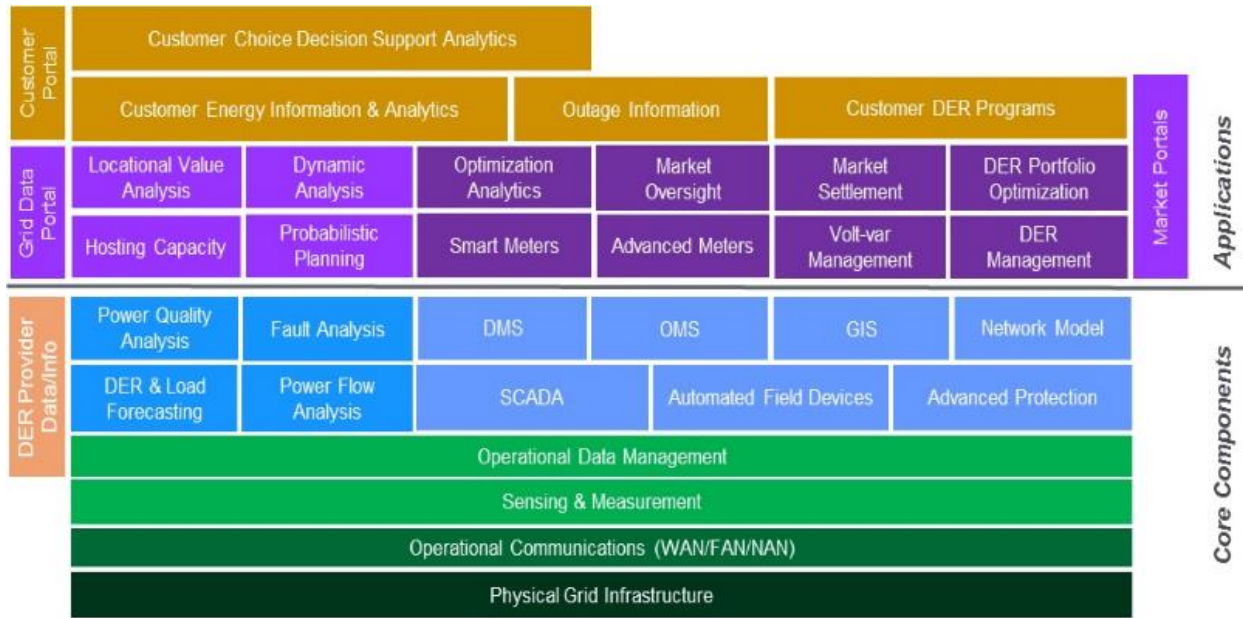 Customer
Portal
Customer Choice Decision Support Analytics
Customer Energy Information & Analytics
Outage Information
Customer DER Programs
Market Portals
Applications
Grid Data
Portal
Locational Value
Analysis
Dynamic
Analysis
Optimization
Analytics
Market
Oversight
Market
Settlement
DER Portfolio
Optimization
Hosting Capacity
Probabilistic
Planning
Smart Meters
Advanced Meters
Volt-var
Management
DER
Management
DER Provider
Data/Info
Power Quality
Analysis
Fault Analysis
DMS
OMS
GIS
Network Model
DER & Load
Forecasting
Power Flow
Analysis
SCADA
Automated Field Devices
Advanced Protection
Core Components
Operational Data Management
Sensing & Measurement
Operational Communications (WAN/FAN/NAN)
Physical Grid Infrastructure